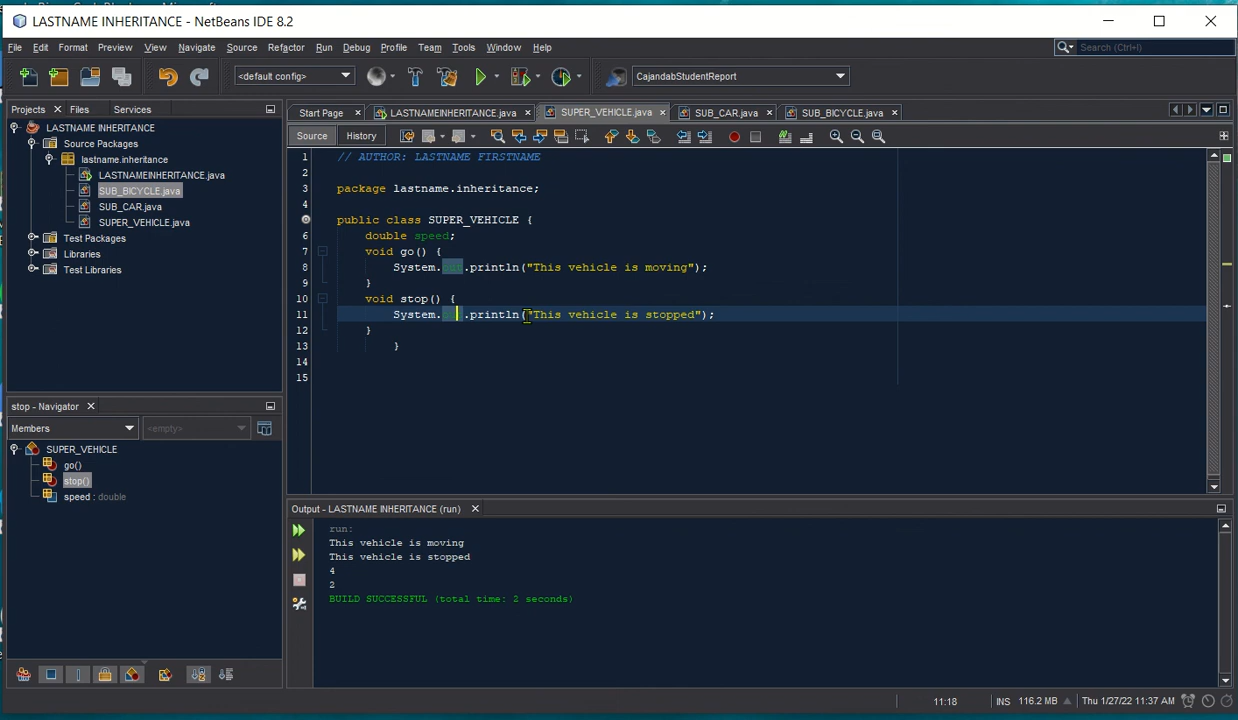 LASTNAME INHERITANCE - NetBeans IDE 8.2
File Edit Format Preview View Navigate Source Refactor Run Debug Profile Team Tools Window Help
Search (Ctrl+I)
<default config>
CajandabStudentReport
Projects Files Services
Start Page LASTNAMEINHERITANCE.java SUPER_VEHICLE.java SUB_CAR.java SUB_BICYCLE.java
LASTNAME INHERITANCE
Source Packages
lastname.inheritance
LASTNAMEINHERITANCE.java
SUB_BICYCLE.java
SUB_CAR.java
SUPER_VEHICLE.java
Test Packages
Libraries
Test Libraries
Source History
1 // AUTHOR: LASTNAME FIRSTNAME
2
3 package lastname.inheritance;
4
5 public class SUPER_VEHICLE {
6 double speed;
7 void go() {
8 System.out.println("This vehicle is moving");
9 }
10 void stop() {
11 System.out.println("This vehicle is stopped");
12 }
13 }
14
15
stop - Navigator
Members
<empty>
SUPER_VEHICLE
go()
stop()
speed : double
Output - LASTNAME INHERITANCE (run)
run:
This vehicle is moving
This vehicle is stopped
4
2
BUILD SUCCESSFUL (total time: 2 seconds)
11:18 INS 116.2 MB Thu 1/27/22 11:37 AM